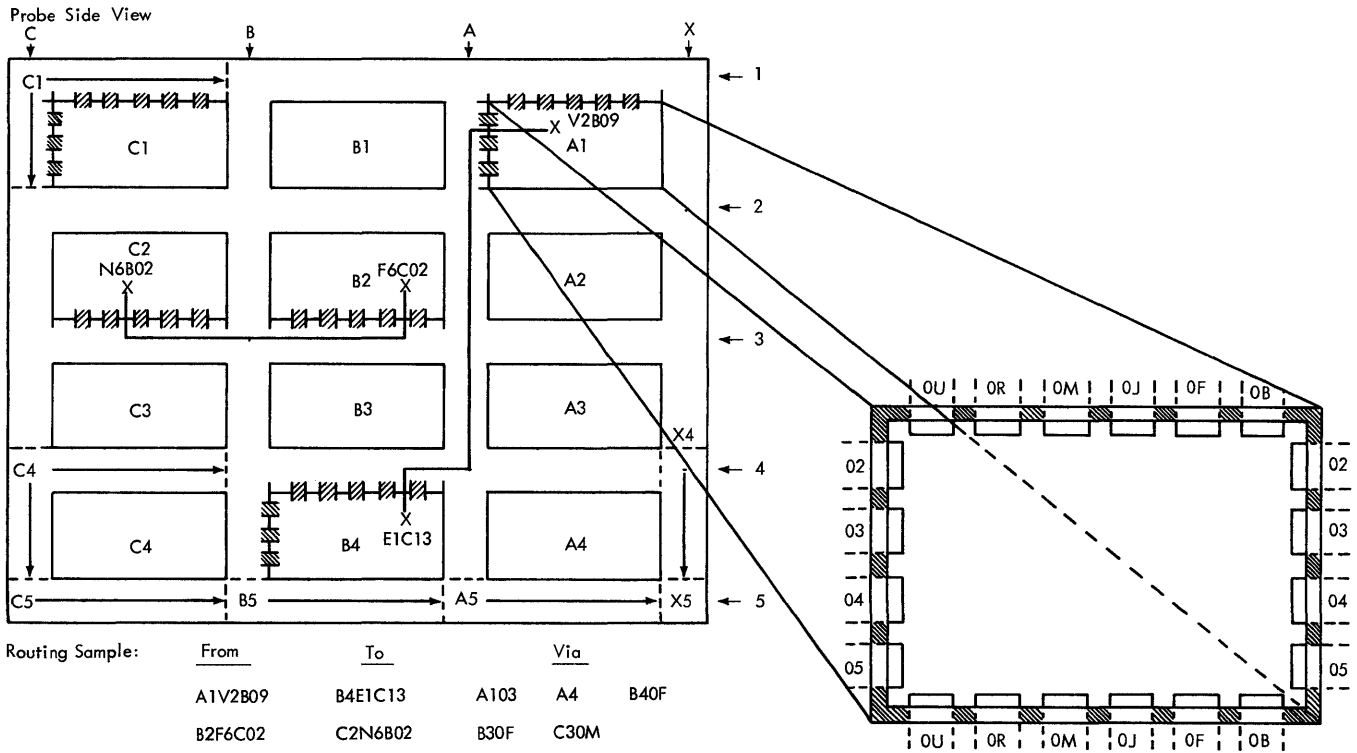 Probe Side View
C B A X
C1
1
V2B09
C1 B1 A1
2
C2
N6B02 F6C02
B2 A2
3
C3 B3 A3
X4
C4
4
C4 B4 A4
E1C13
C5 B5 A5 X5
5
0U 0R 0M 0J 0F 0B
02 02
03 03
04 04
05 05
0U 0R 0M 0J 0F 0B
Routing Sample: From To Via
A1V2B09 B4E1C13 A103 A4 B40F
B2F6C02 C2N6B02 B30F C30M